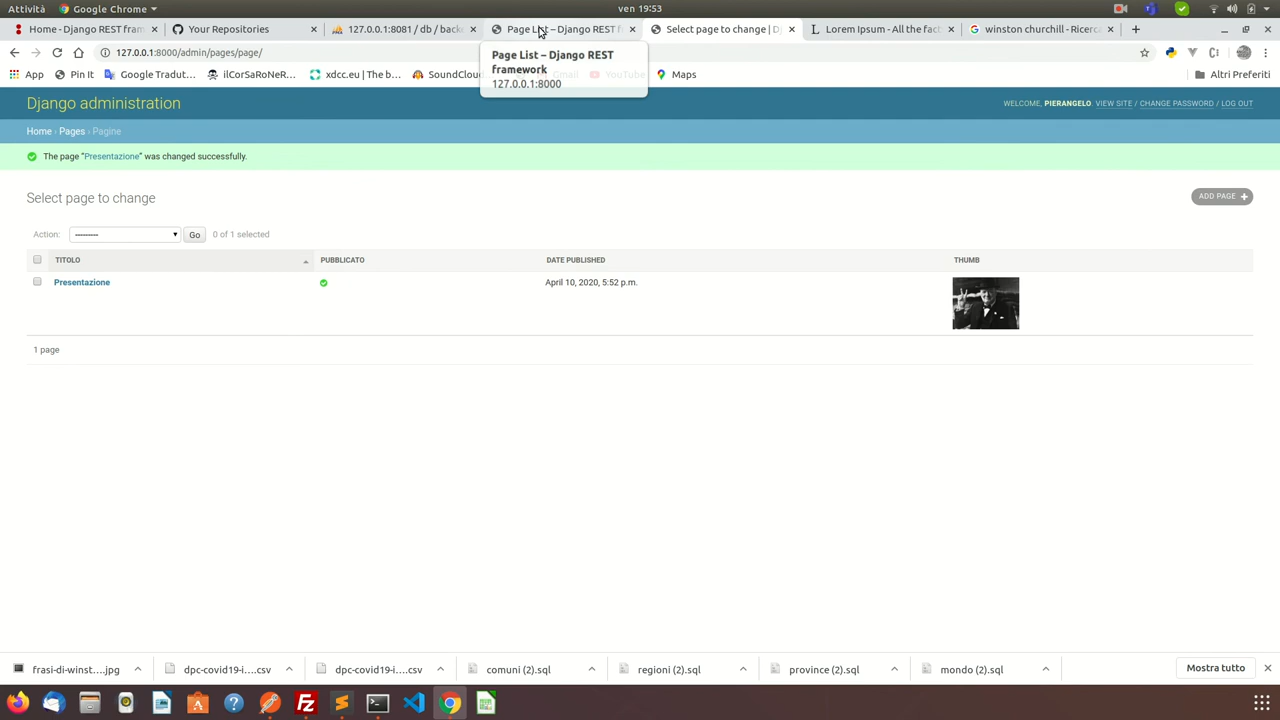 Attività
Google Chrome
ven 19:53
Home - Django REST fram
Your Repositories
127.0.0.1:8081 / db / back
Page List – Django REST f
Select page to change | D
Lorem Ipsum - All the fact
winston churchill - Ricerc
127.0.0.1:8000/admin/pages/page/
App
Pin It
Google Tradut...
ilCorSaRoNeR...
xdcc.eu | The b...
SoundCloud
Gmail
YouTube
Maps
Altri Preferiti
Page List – Django REST
framework
127.0.0.1:8000
Django administration
WELCOME, PIERANGELO. VIEW SITE / CHANGE PASSWORD / LOG OUT
Home › Pages › Pagine
The page “Presentazione” was changed successfully.
Select page to change
ADD PAGE +
Action:
---------
Go
0 of 1 selected
TITOLO
PUBBLICATO
DATE PUBLISHED
THUMB
Presentazione
April 10, 2020, 5:52 p.m.
1 page
frasi-di-winst....jpg
dpc-covid19-i....csv
dpc-covid19-i....csv
comuni (2).sql
regioni (2).sql
province (2).sql
mondo (2).sql
Mostra tutto